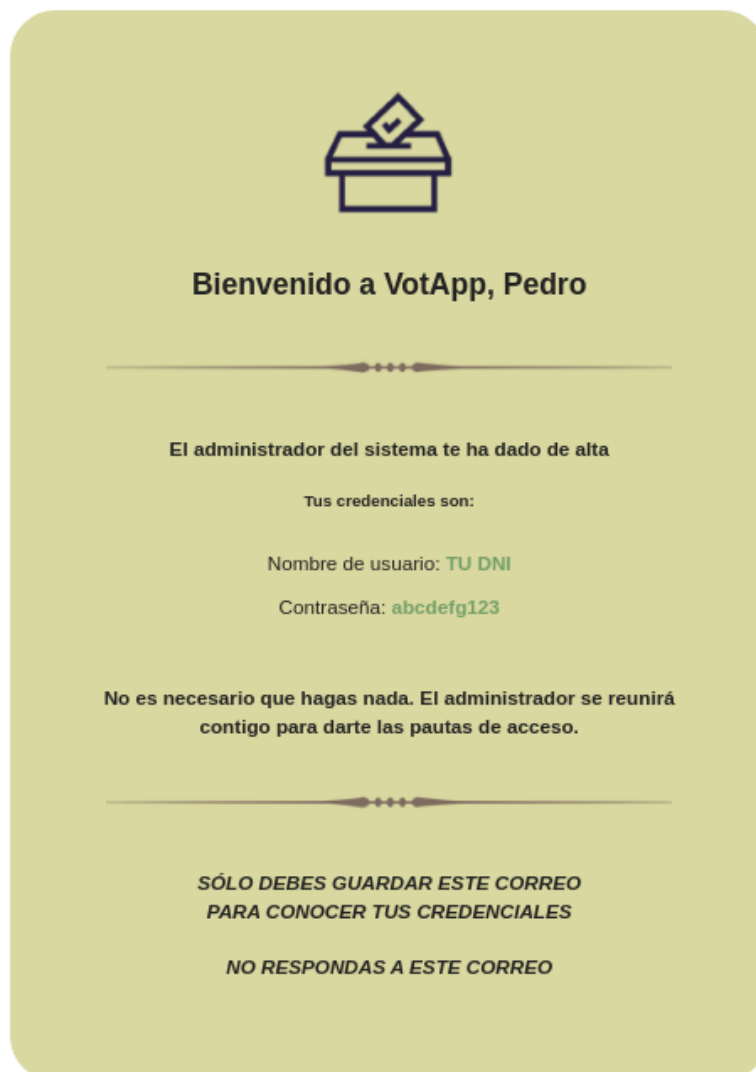 Bienvenido a VotApp, Pedro
El administrador del sistema te ha dado de alta
Tus credenciales son:
Nombre de usuario: TU DNI
Contraseña: abcdefg123
No es necesario que hagas nada. El administrador se reunirá
contigo para darte las pautas de acceso.
SÓLO DEBES GUARDAR ESTE CORREO
PARA CONOCER TUS CREDENCIALES
NO RESPONDAS A ESTE CORREO